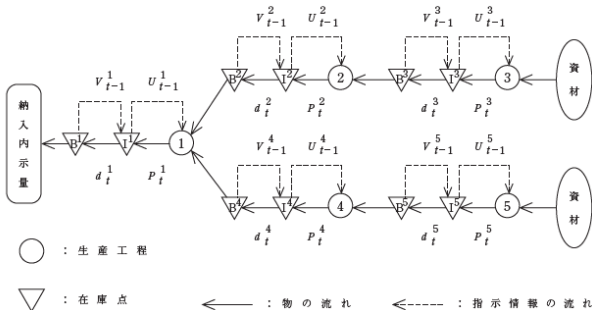 V²ₜ₋₁ U²ₜ₋₁ V³ₜ₋₁ U³ₜ₋₁
B² I² 2 B³ I³ 3 資材
d²ₜ P²ₜ d³ₜ P³ₜ
V¹ₜ₋₁ U¹ₜ₋₁
納入内示量 B¹ I¹ 1
d¹ₜ P¹ₜ
V⁴ₜ₋₁ U⁴ₜ₋₁ V⁵ₜ₋₁ U⁵ₜ₋₁
B⁴ I⁴ 4 B⁵ I⁵ 5 資材
d⁴ₜ P⁴ₜ d⁵ₜ P⁵ₜ
：生産工程
：在庫点 ：物の流れ ：指示情報の流れ